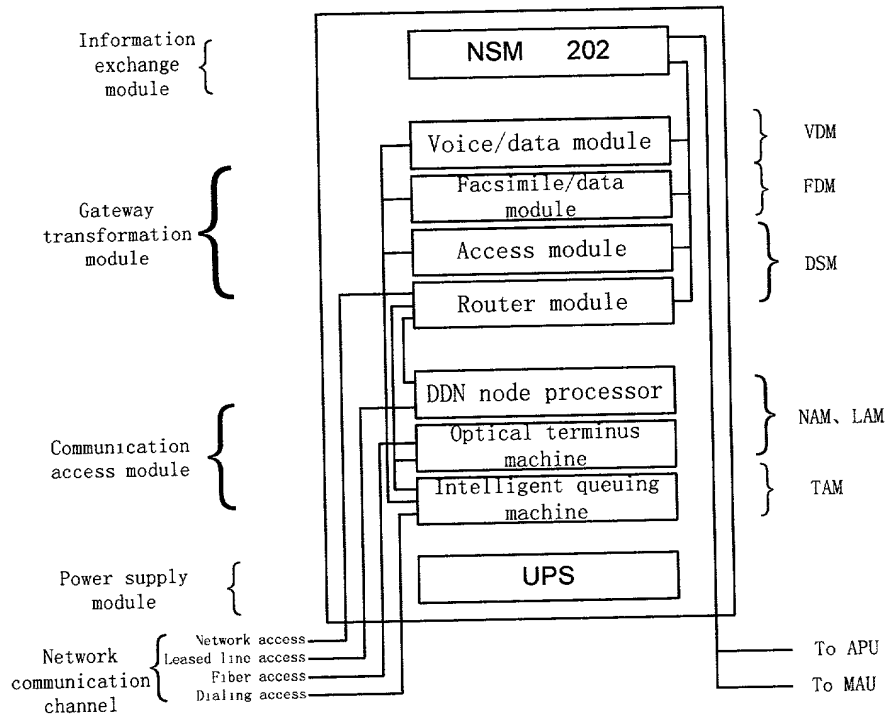 Information
exchange
module
NSM 202
Voice/data module
VDM
Facsimile/data
module
FDM
Gateway
transformation
module
Access module
DSM
Router module
DDN node processor
NAM、LAM
Optical terminus
machine
Communication
access module
Intelligent queuing
machine
TAM
Power supply
module
UPS
Network
communication
channel
Network access
Leased line access
Fiber access
Dialing access
To APU
To MAU